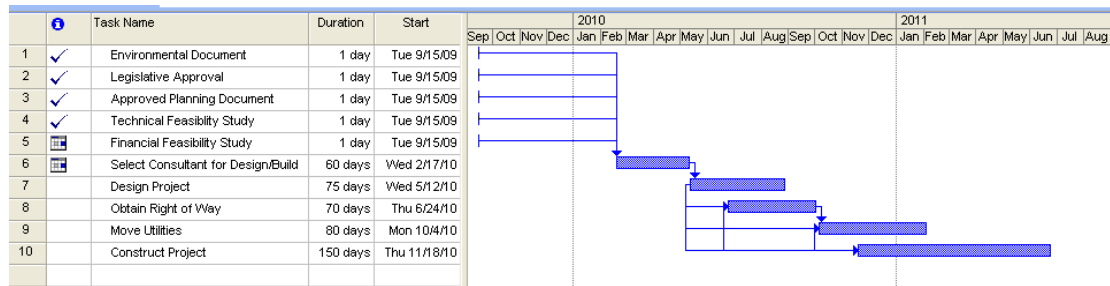 Task Name Duration Start 2010 2011
Sep Oct Nov Dec Jan Feb Mar Apr May Jun Jul Aug Sep Oct Nov Dec Jan Feb Mar Apr May Jun Jul Aug
1 Environmental Document 1 day Tue 9/15/09
2 Legislative Approval 1 day Tue 9/15/09
3 Approved Planning Document 1 day Tue 9/15/09
4 Technical Feasiblity Study 1 day Tue 9/15/09
5 Financial Feasibility Study 1 day Tue 9/15/09
6 Select Consultant for Design/Build 60 days Wed 2/17/10
7 Design Project 75 days Wed 5/12/10
8 Obtain Right of Way 70 days Thu 6/24/10
9 Move Utilities 80 days Mon 10/4/10
10 Construct Project 150 days Thu 11/18/10